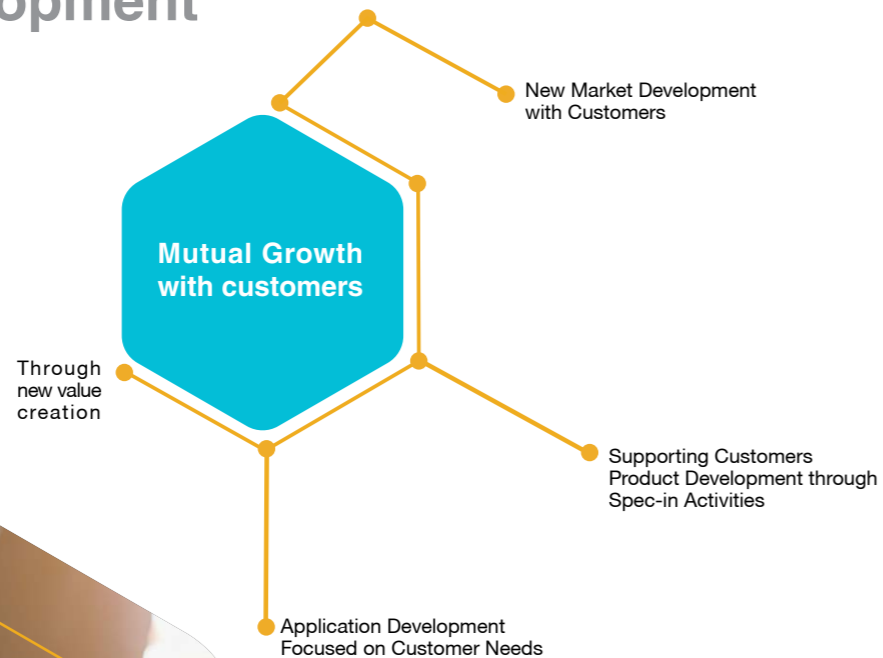 New Market Development
with Customers
Mutual Growth
with customers
Through
new value
creation
Supporting Customers
Product Development through
Spec-in Activities
Application Development
Focused on Customer Needs